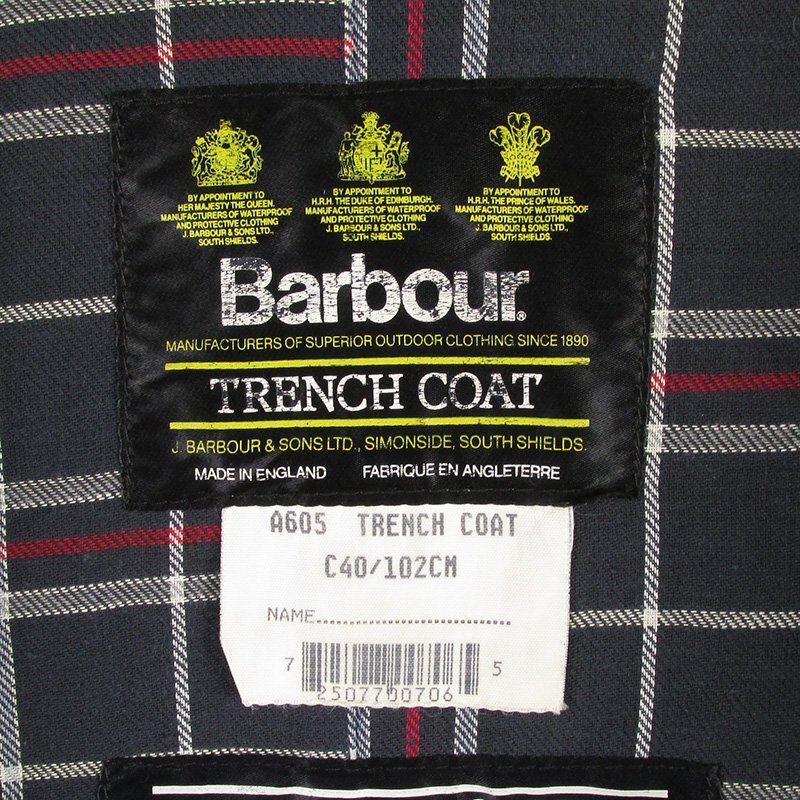 BY APPOINTMENT TO
HER MAJESTY THE QUEEN.
MANUFACTURERS OF WATERPROOF
AND PROTECTIVE CLOTHING
J. BARBOUR & SONS LTD.,
SOUTH SHIELDS.
BY APPOINTMENT TO
H.R.H. THE DUKE OF EDINBURGH.
MANUFACTURERS OF WATERPROOF
AND PROTECTIVE CLOTHING
J. BARBOUR & SONS LTD.,
SOUTH SHIELDS.
BY APPOINTMENT TO
H.R.H. THE PRINCE OF WALES.
MANUFACTURERS OF WATERPROOF
AND PROTECTIVE CLOTHING
J. BARBOUR & SONS LTD.,
SOUTH SHIELDS.
Barbour®
MANUFACTURERS OF SUPERIOR OUTDOOR CLOTHING SINCE 1890
TRENCH COAT
J. BARBOUR & SONS LTD., SIMONSIDE, SOUTH SHIELDS.
MADE IN ENGLAND FABRIQUE EN ANGLETERRE
A605 TRENCH COAT
C40/102CM
NAME................................
7 2507700706 5